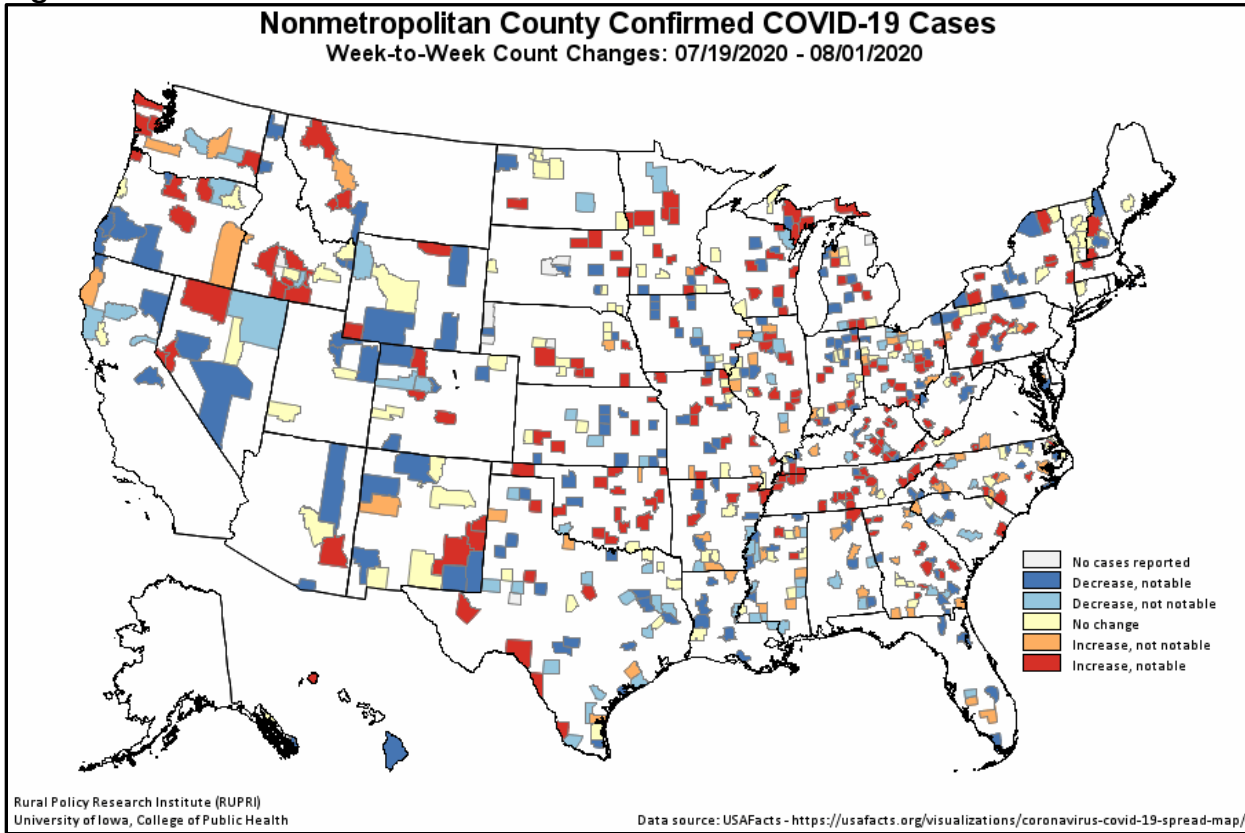 Nonmetropolitan County Confirmed COVID-19 Cases
Week-to-Week Count Changes: 07/19/2020 - 08/01/2020
No cases reported
Decrease, notable
Decrease, not notable
No change
Increase, not notable
Increase, notable
Rural Policy Research Institute (RUPRI)
University of Iowa, College of Public Health
Data source: USAFacts - https://usafacts.org/visualizations/coronavirus-covid-19-spread-map/